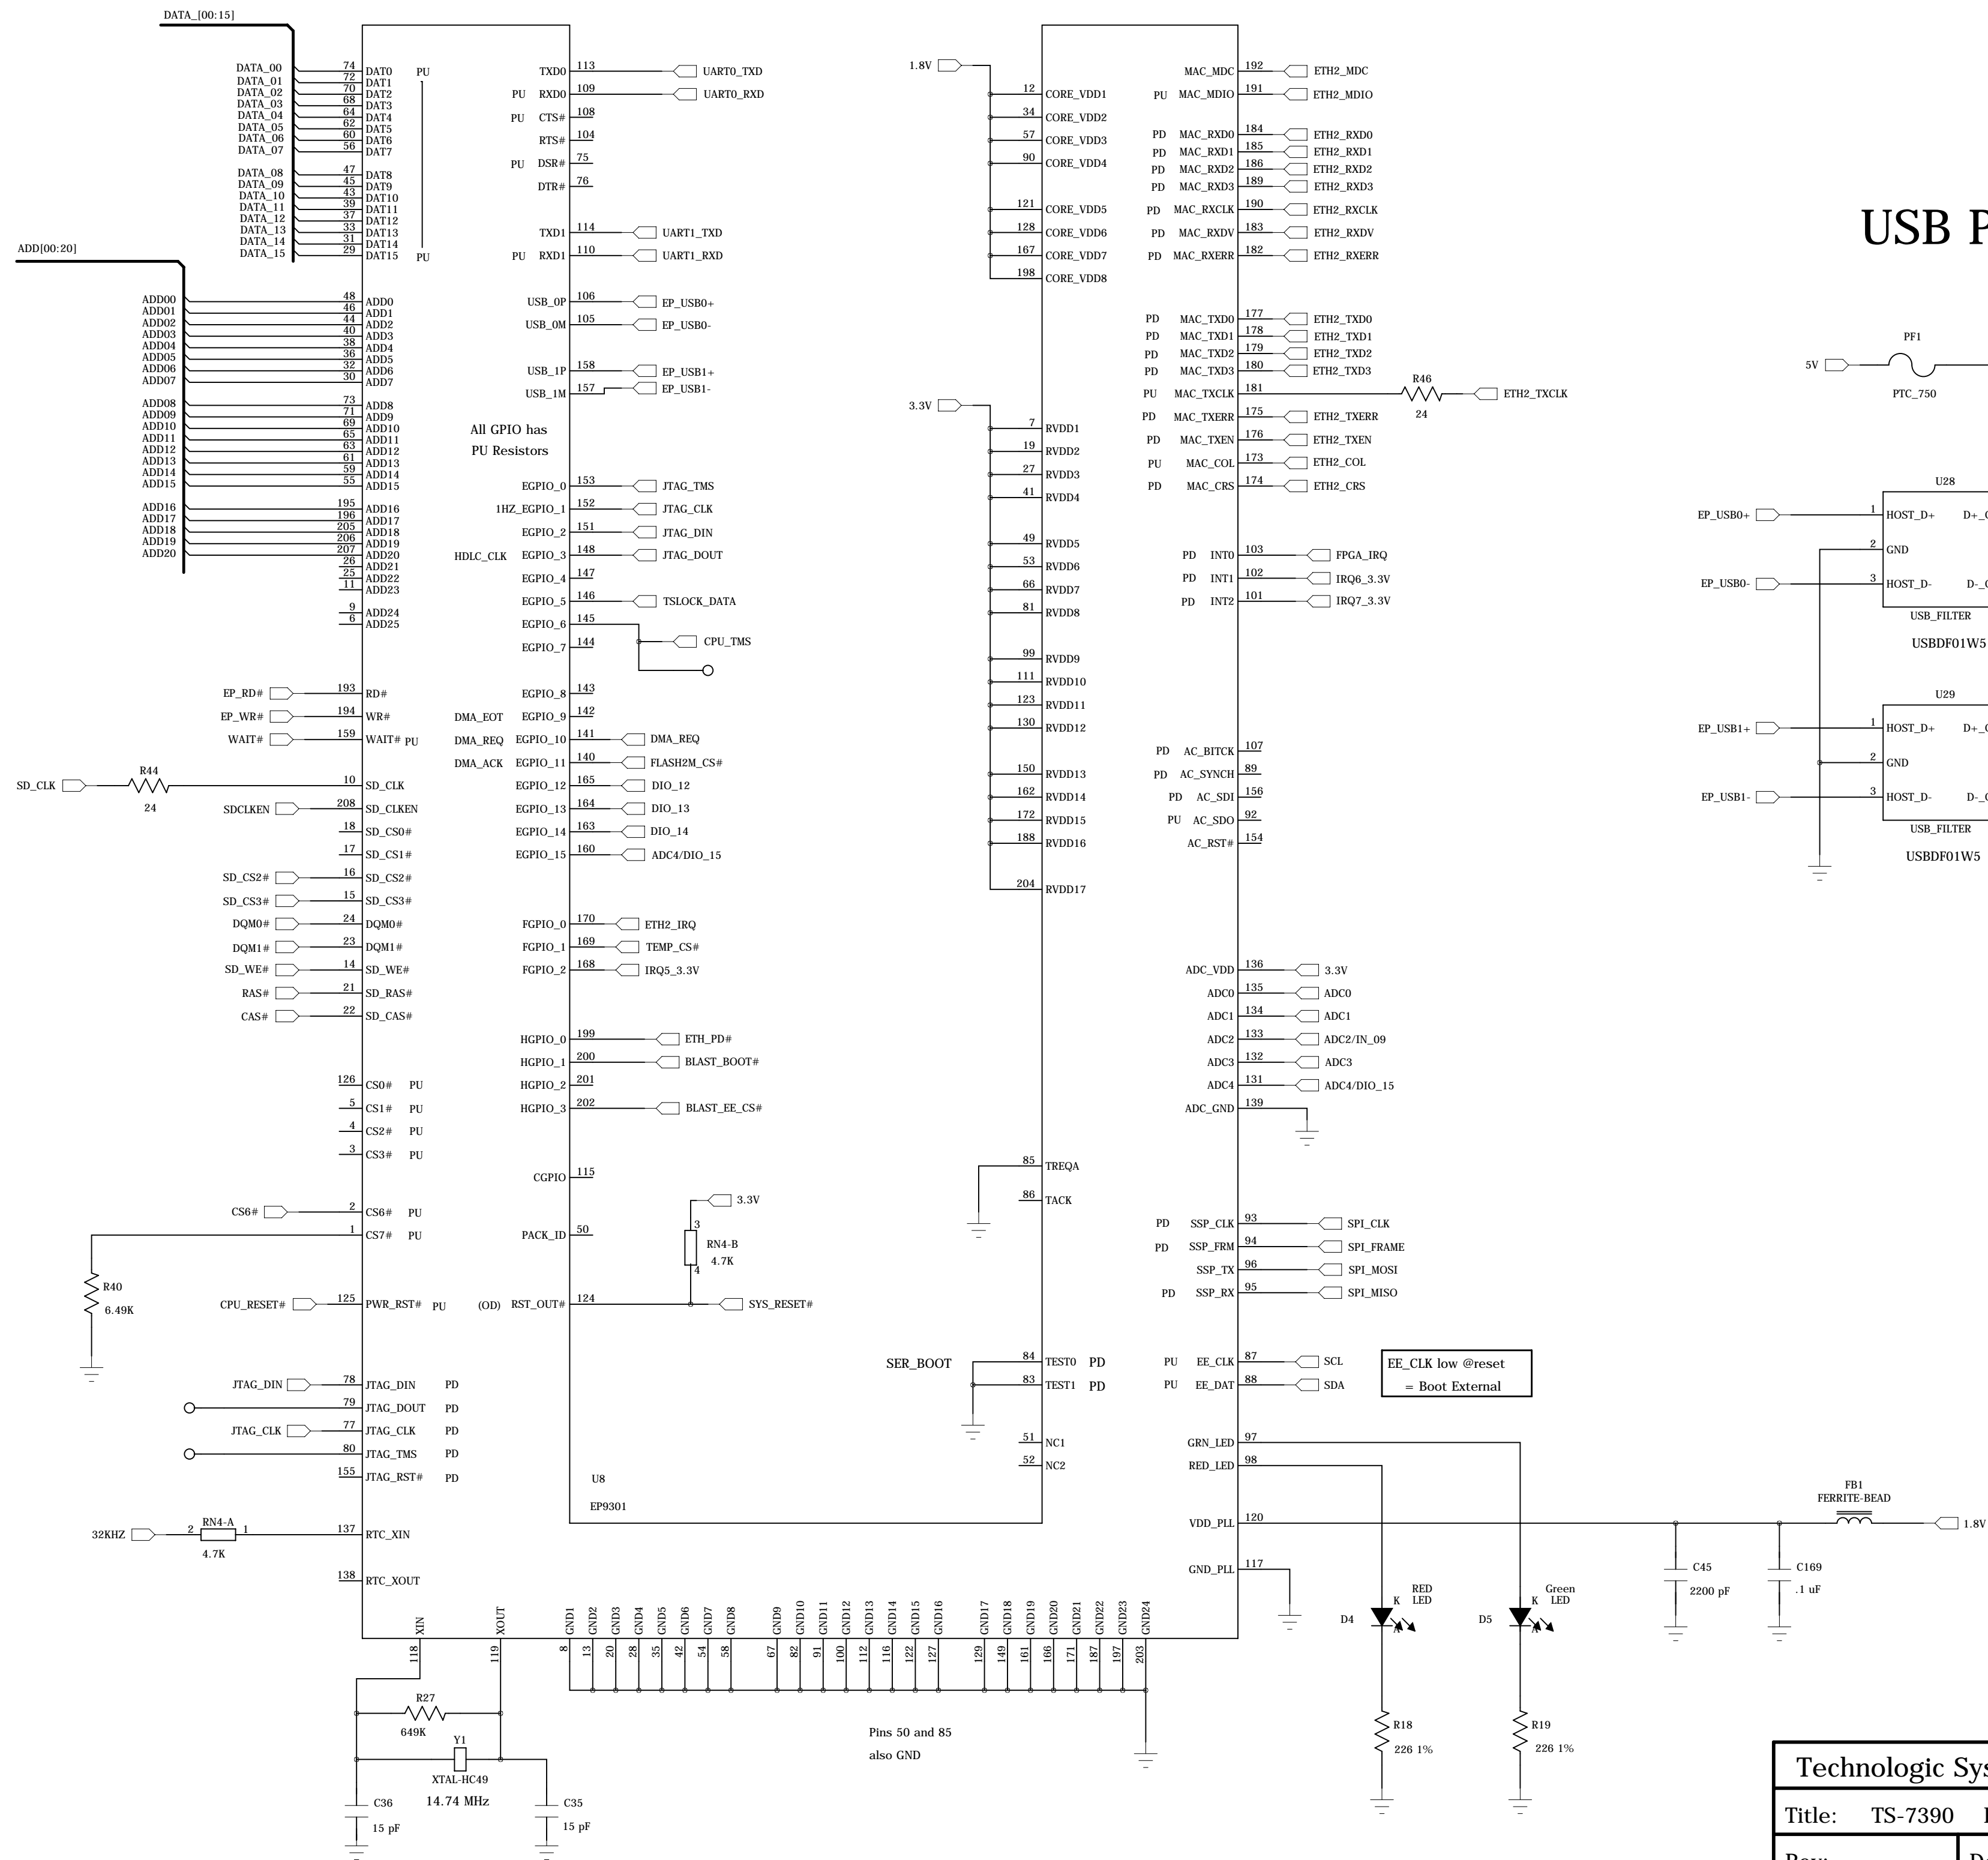 DATA_[00:15]
DATA_00 74 DAT0 PU
DATA_01 72 DAT1
DATA_02 70 DAT2
DATA_03 68 DAT3
DATA_04 64 DAT4
DATA_05 62 DAT5
DATA_06 60 DAT6
DATA_07 56 DAT7
DATA_08 47 DAT8
DATA_09 45 DAT9
DATA_10 43 DAT10
DATA_11 39 DAT11
DATA_12 37 DAT12
DATA_13 33 DAT13
DATA_14 31 DAT14
DATA_15 29 DAT15 PU
ADD[00:20]
ADD00 48 ADD0
ADD01 46 ADD1
ADD02 44 ADD2
ADD03 40 ADD3
ADD04 38 ADD4
ADD05 36 ADD5
ADD06 32 ADD6
ADD07 30 ADD7
ADD08 73 ADD8
ADD09 71 ADD9
ADD10 69 ADD10
ADD11 65 ADD11
ADD12 63 ADD12
ADD13 61 ADD13
ADD14 59 ADD14
ADD15 55 ADD15
ADD16 195 ADD16
ADD17 196 ADD17
ADD18 205 ADD18
ADD19 206 ADD19
ADD20 207 ADD20
26 ADD21
25 ADD22
11 ADD23
9 ADD24
6 ADD25
EP_RD# 193 RD#
EP_WR# 194 WR#
WAIT# 159 WAIT# PU
SD_CLK R44 24 10 SD_CLK
SDCLKEN 208 SD_CLKEN
18 SD_CS0#
17 SD_CS1#
SD_CS2# 16 SD_CS2#
SD_CS3# 15 SD_CS3#
DQM0# 24 DQM0#
DQM1# 23 DQM1#
SD_WE# 14 SD_WE#
RAS# 21 SD_RAS#
CAS# 22 SD_CAS#
126 CS0# PU
5 CS1# PU
4 CS2# PU
3 CS3# PU
CS6# 2 CS6# PU
1 CS7# PU
R40
6.49K
CPU_RESET# 125 PWR_RST# PU
JTAG_DIN 78 JTAG_DIN PD
79 JTAG_DOUT PD
JTAG_CLK 77 JTAG_CLK PD
80 JTAG_TMS PD
155 JTAG_RST# PD
32KHZ 2 RN4-A 1 137 RTC_XIN
4.7K
138 RTC_XOUT
TXD0 113 UART0_TXD
PU RXD0 109 UART0_RXD
PU CTS# 108
RTS# 104
PU DSR# 75
DTR# 76
TXD1 114 UART1_TXD
PU RXD1 110 UART1_RXD
USB_0P 106 EP_USB0+
USB_0M 105 EP_USB0-
USB_1P 158 EP_USB1+
USB_1M 157 EP_USB1-
All GPIO has
PU Resistors
EGPIO_0 153 JTAG_TMS
1HZ_EGPIO_1 152 JTAG_CLK
EGPIO_2 151 JTAG_DIN
HDLC_CLK EGPIO_3 148 JTAG_DOUT
EGPIO_4 147
EGPIO_5 146 TSLOCK_DATA
EGPIO_6 145
CPU_TMS
EGPIO_7 144
EGPIO_8 143
DMA_EOT EGPIO_9 142
DMA_REQ EGPIO_10 141 DMA_REQ
DMA_ACK EGPIO_11 140 FLASH2M_CS#
EGPIO_12 165 DIO_12
EGPIO_13 164 DIO_13
EGPIO_14 163 DIO_14
EGPIO_15 160 ADC4/DIO_15
FGPIO_0 170 ETH2_IRQ
FGPIO_1 169 TEMP_CS#
FGPIO_2 168 IRQ5_3.3V
HGPIO_0 199 ETH_PD#
HGPIO_1 200 BLAST_BOOT#
HGPIO_2 201
HGPIO_3 202 BLAST_EE_CS#
CGPIO 115
3.3V
PACK_ID 50
3
RN4-B
4.7K
4
(OD) RST_OUT# 124 SYS_RESET#
U8
EP9301
1.8V
12 CORE_VDD1
34 CORE_VDD2
57 CORE_VDD3
90 CORE_VDD4
121 CORE_VDD5
128 CORE_VDD6
167 CORE_VDD7
198 CORE_VDD8
3.3V
7 RVDD1
19 RVDD2
27 RVDD3
41 RVDD4
49 RVDD5
53 RVDD6
66 RVDD7
81 RVDD8
99 RVDD9
111 RVDD10
123 RVDD11
130 RVDD12
150 RVDD13
162 RVDD14
172 RVDD15
188 RVDD16
204 RVDD17
85 TREQA
86 TACK
SER_BOOT 84 TEST0 PD
83 TEST1 PD
51 NC1
52 NC2
MAC_MDC 192 ETH2_MDC
PU MAC_MDIO 191 ETH2_MDIO
PD MAC_RXD0 184 ETH2_RXD0
PD MAC_RXD1 185 ETH2_RXD1
PD MAC_RXD2 186 ETH2_RXD2
PD MAC_RXD3 189 ETH2_RXD3
PD MAC_RXCLK 190 ETH2_RXCLK
PD MAC_RXDV 183 ETH2_RXDV
PD MAC_RXERR 182 ETH2_RXERR
PD MAC_TXD0 177 ETH2_TXD0
PD MAC_TXD1 178 ETH2_TXD1
PD MAC_TXD2 179 ETH2_TXD2
PD MAC_TXD3 180 ETH2_TXD3
PU MAC_TXCLK 181 R46 24 ETH2_TXCLK
PD MAC_TXERR 175 ETH2_TXERR
PD MAC_TXEN 176 ETH2_TXEN
PU MAC_COL 173 ETH2_COL
PD MAC_CRS 174 ETH2_CRS
PD INT0 103 FPGA_IRQ
PD INT1 102 IRQ6_3.3V
PD INT2 101 IRQ7_3.3V
PD AC_BITCK 107
PD AC_SYNCH 89
PD AC_SDI 156
PU AC_SDO 92
AC_RST# 154
ADC_VDD 136 3.3V
ADC0 135 ADC0
ADC1 134 ADC1
ADC2 133 ADC2/IN_09
ADC3 132 ADC3
ADC4 131 ADC4/DIO_15
ADC_GND 139
PD SSP_CLK 93 SPI_CLK
PD SSP_FRM 94 SPI_FRAME
SSP_TX 96 SPI_MOSI
PD SSP_RX 95 SPI_MISO
PU EE_CLK 87 SCL
PU EE_DAT 88 SDA
EE_CLK low @reset
= Boot External
GRN_LED 97
RED_LED 98
VDD_PLL 120
GND_PLL 117
FB1
FERRITE-BEAD
1.8V
C45
2200 pF
C169
.1 uF
D4 K RED LED A
D5 K Green LED A
R18
226 1%
R19
226 1%
XIN 118
XOUT 119
GND1 8
GND2 13
GND3 20
GND4 28
GND5 35
GND6 42
GND7 54
GND8 58
GND9 67
GND10 82
GND11 91
GND12 100
GND13 112
GND14 116
GND15 122
GND16 127
GND17 129
GND18 149
GND19 161
GND20 166
GND21 171
GND22 187
GND23 197
GND24 203
R27
649K
Y1
XTAL-HC49
14.74 MHz
C36
15 pF
C35
15 pF
Pins 50 and 85
also GND
USB P
5V PF1
PTC_750
U28
EP_USB0+ 1 HOST_D+
2 GND
EP_USB0- 3 HOST_D-
USB_FILTER
USBDF01W5
U29
EP_USB1+ 1 HOST_D+
2 GND
EP_USB1- 3 HOST_D-
USB_FILTER
USBDF01W5
Technologic Sys
Title: TS-7390